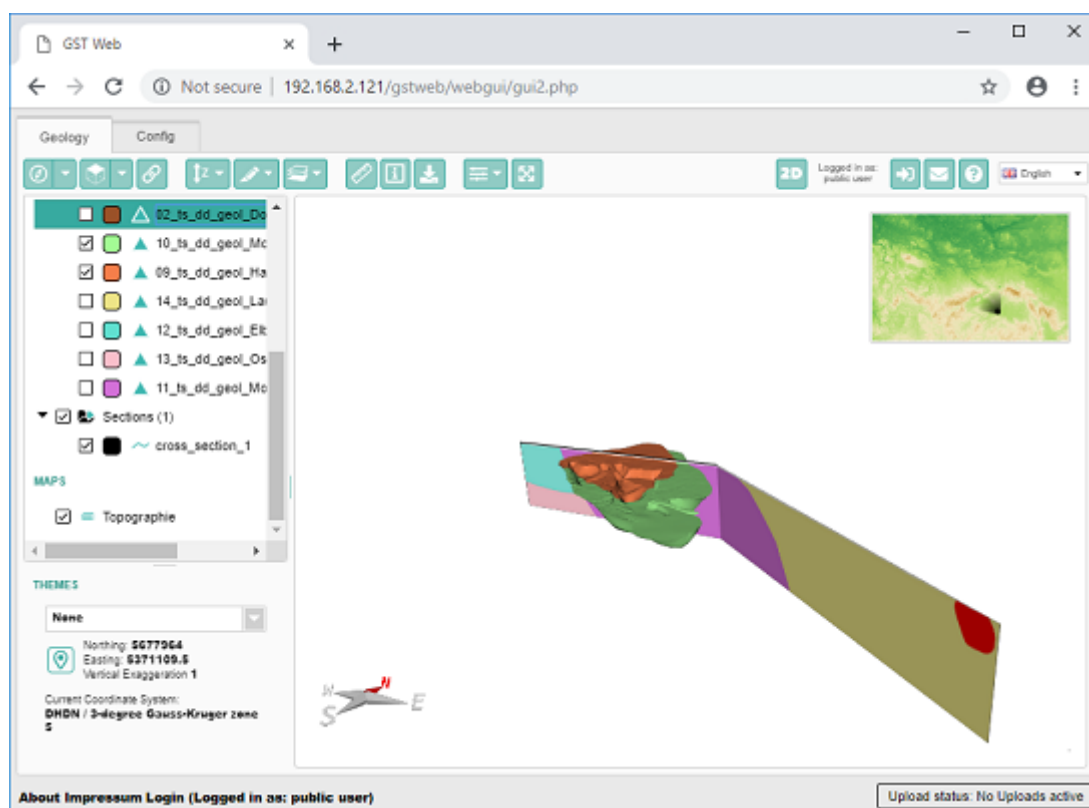 GST Web
Not secure | 192.168.2.121/gstweb/webgui/gui2.php
Geology Config
2D Logged in as: public user English
02_ts_dd_geol_Do
10_ts_dd_geol_Mo
09_ts_dd_geol_Ha
14_ts_dd_geol_Lau
12_ts_dd_geol_Elb
13_ts_dd_geol_Os
11_ts_dd_geol_Mo
Sections (1)
cross_section_1
MAPS
Topographie
THEMES
None
Northing: 5677964
Easting: 5371109.5
Vertical Exaggeration 1
Current Coordinate System:
DHDN / 3-degree Gauss-Kruger zone
5
W N
S E
About Impressum Login (Logged in as: public user)
Upload status: No Uploads active